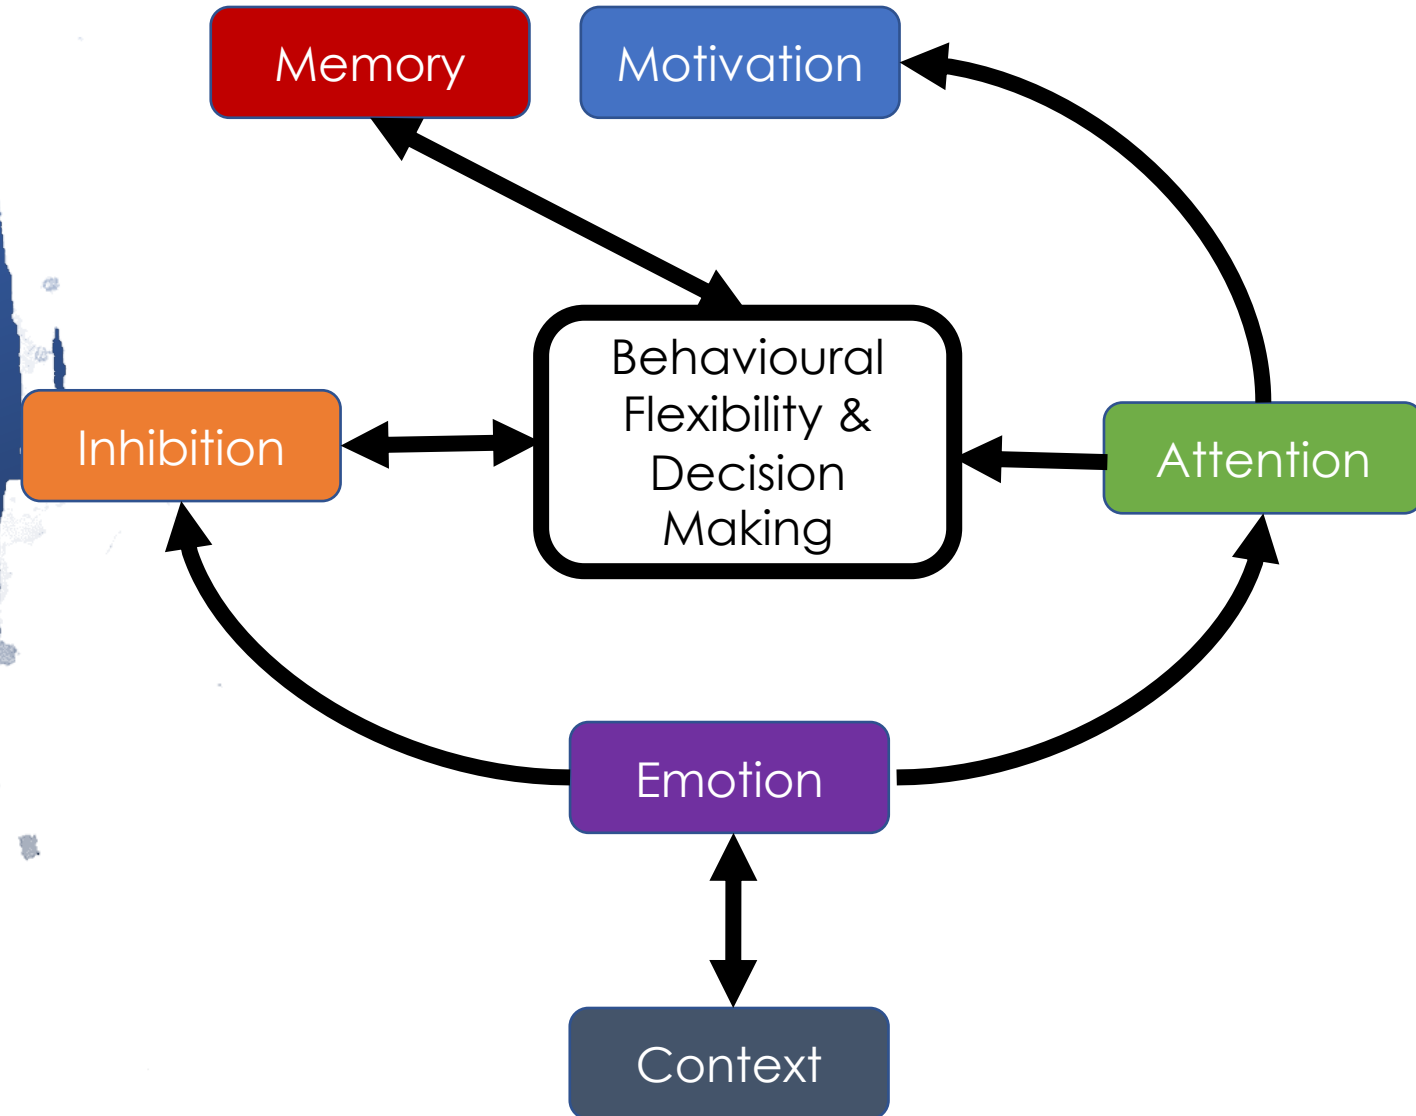 Memory
Motivation
Behavioural
Flexibility &
Decision
Making
Inhibition
Attention
Emotion
Context